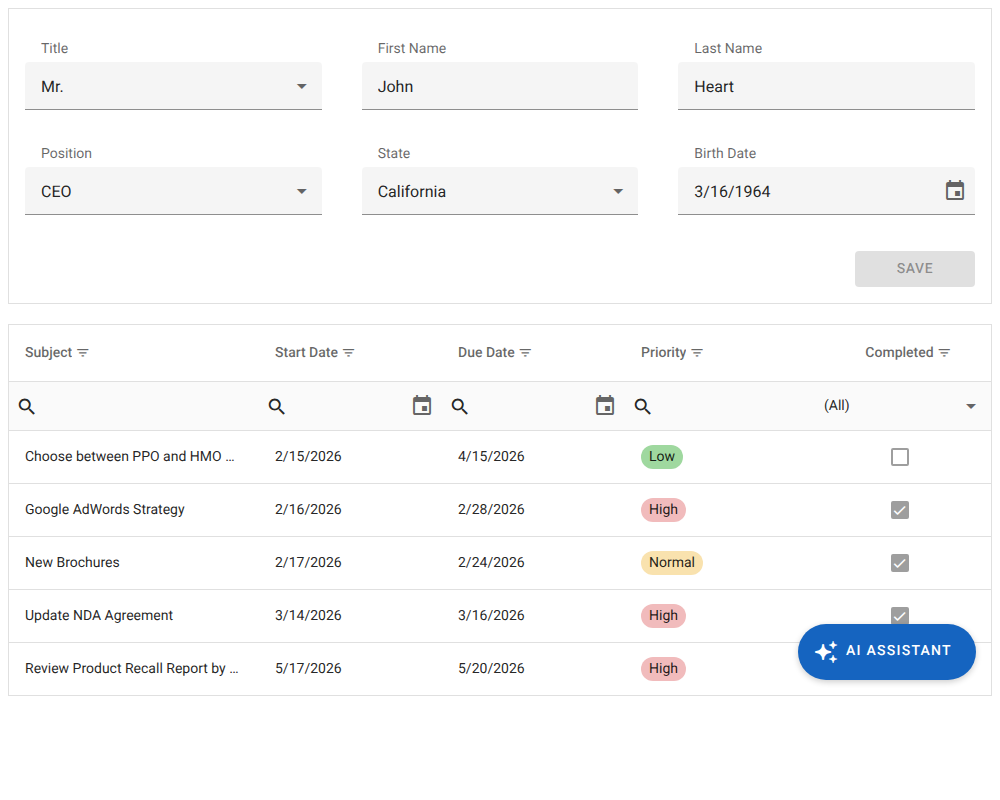 Title First Name Last Name
Mr. John Heart
Position State Birth Date
CEO California 3/16/1964
SAVE
Subject Start Date Due Date Priority Completed
(All)
Choose between PPO and HMO ... 2/15/2026 4/15/2026 Low
Google AdWords Strategy 2/16/2026 2/28/2026 High
New Brochures 2/17/2026 2/24/2026 Normal
Update NDA Agreement 3/14/2026 3/16/2026 High
Review Product Recall Report by ... 5/17/2026 5/20/2026 High
AI ASSISTANT